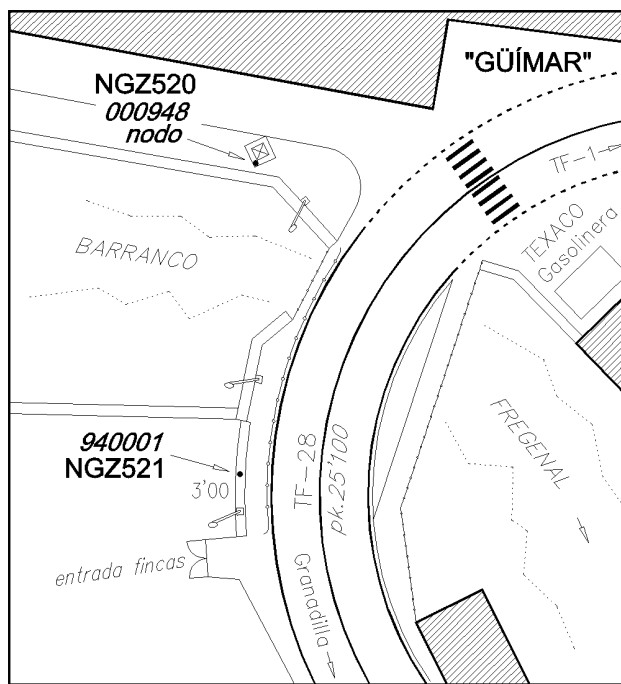 "GÜÍMAR"
NGZ520
000948
nodo
TF-1
TEXACO
Gasolinera
BARRANCO
FREGENAL
940001
NGZ521
3'00
TF-28
pk.25'100
entrada fincas
Granadilla